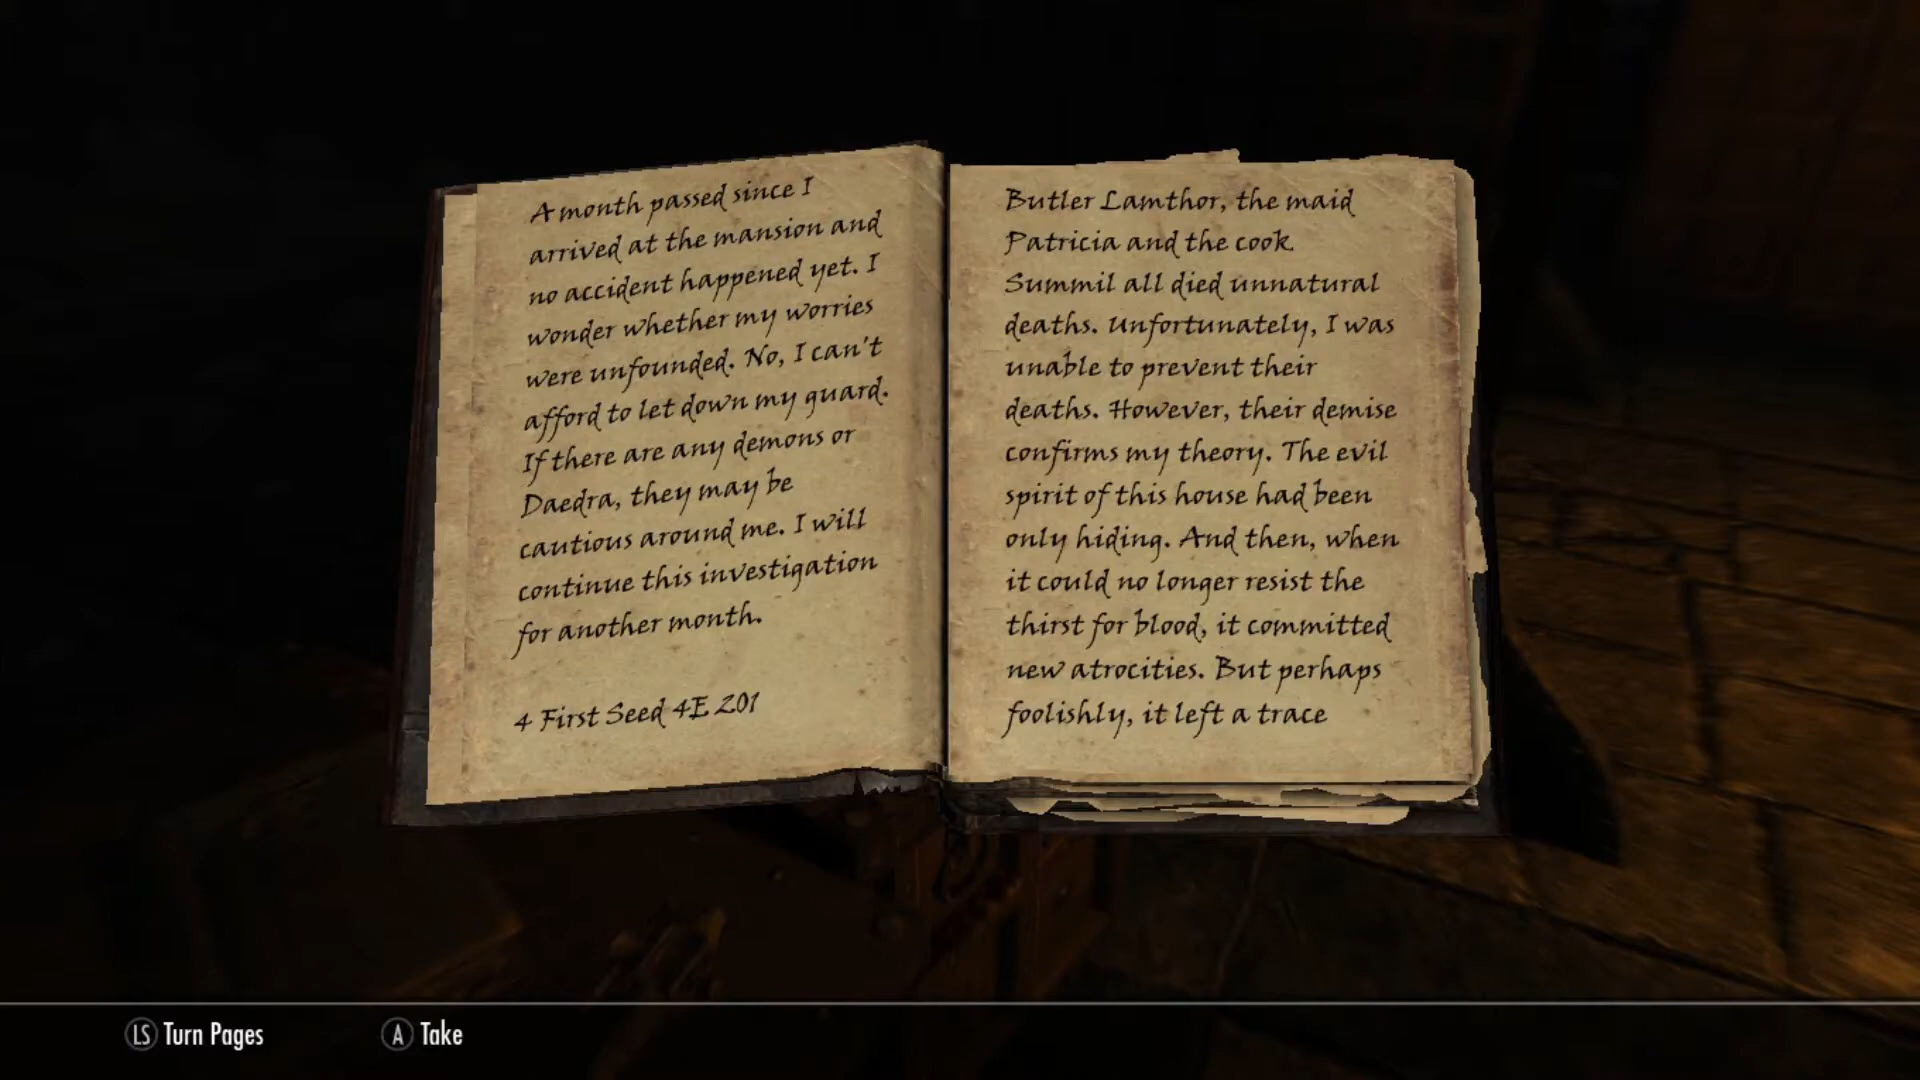 A month passed since I
arrived at the mansion and
no accident happened yet. I
wonder whether my worries
were unfounded. No, I can't
afford to let down my guard.
If there are any demons or
Daedra, they may be
cautious around me. I will
continue this investigation
for another month.
4 First Seed 4E 201
Butler Lamthor, the maid
Patricia and the cook
Summil all died unnatural
deaths. Unfortunately, I was
unable to prevent their
deaths. However, their demise
confirms my theory. The evil
spirit of this house had been
only hiding. And then, when
it could no longer resist the
thirst for blood, it committed
new atrocities. But perhaps
foolishly, it left a trace
LS Turn Pages
A Take